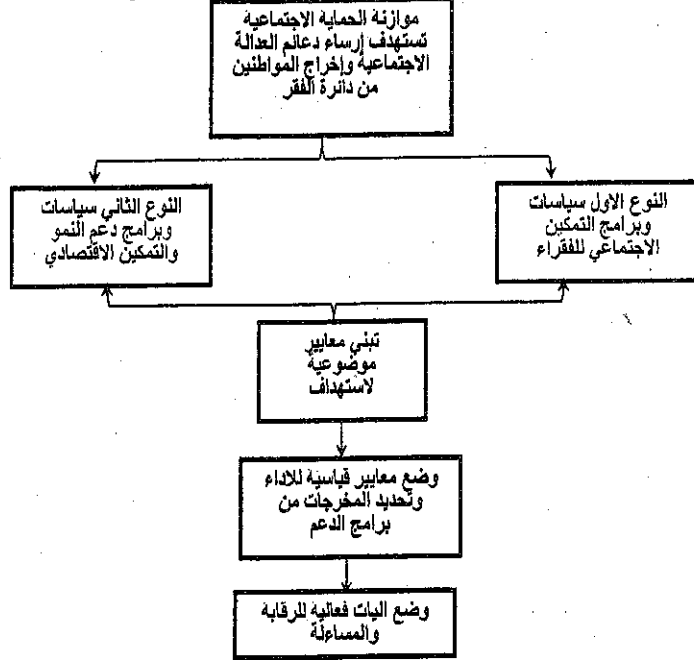 موازنة الحماية الاجتماعية
تستهدف إرساء دعائم العدالة
الاجتماعية وإخراج المواطنين
من دائرة الفقر
النوع الاول سياسات
وبرامج التمكين
الاجتماعي للفقراء
النوع الثاني سياسات
وبرامج دعم النمو
والتمكين الاقتصادي
تبني معايير
موضوعية
لاستهداف
وضع معايير قياسية للاداء
وتحديد المخرجات من
برامج الدعم
وضع اليات فعالية للرقابة
والمساءلة